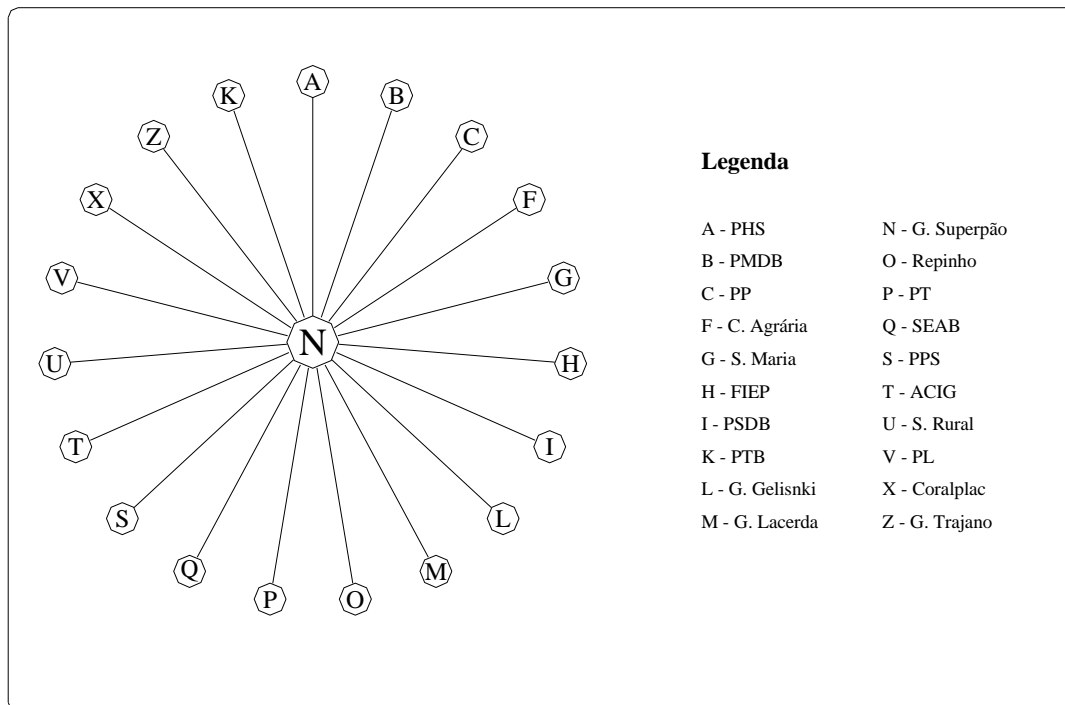 A
K
B
Z
C
X
F
V
G
N
U
H
T
I
S
L
Q
M
P
O
Legenda
A - PHS
B - PMDB
C - PP
F - C. Agrária
G - S. Maria
H - FIEP
I - PSDB
K - PTB
L - G. Gelisnki
M - G. Lacerda
N - G. Superpão
O - Repinho
P - PT
Q - SEAB
S - PPS
T - ACIG
U - S. Rural
V - PL
X - Coralplac
Z - G. Trajano